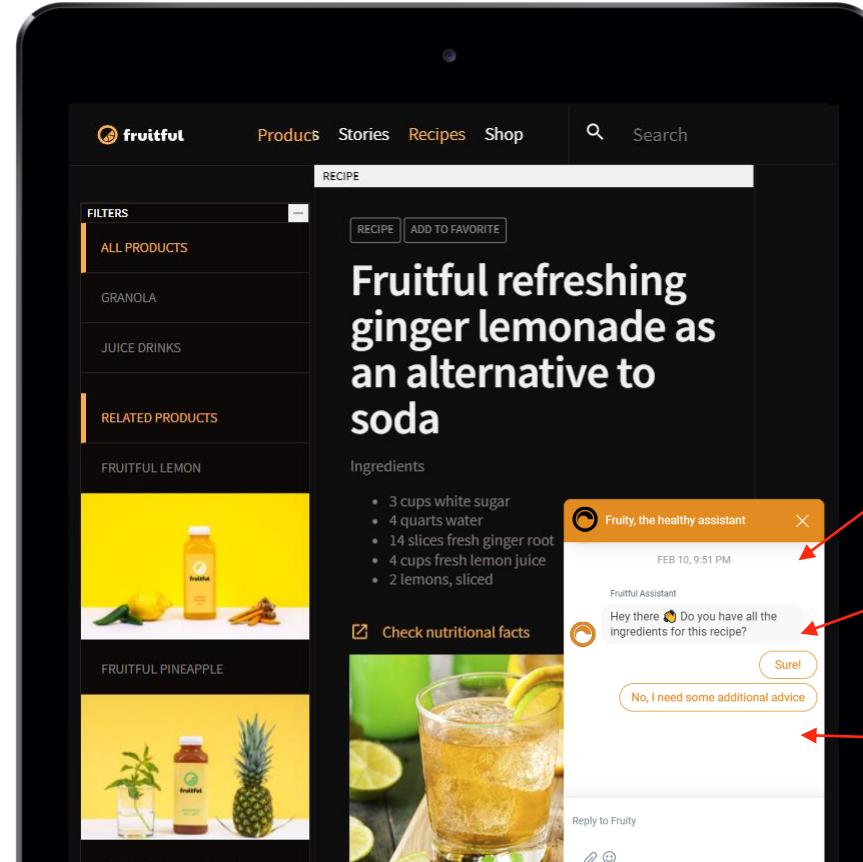 fruitful
Products Stories Recipes Shop
Search
RECIPE
FILTERS
ALL PRODUCTS
GRANOLA
JUICE DRINKS
RELATED PRODUCTS
FRUITFUL LEMON
fruitful
FRUITFUL PINEAPPLE
fruitful
RECIPE
ADD TO FAVORITE
Fruitful refreshing
ginger lemonade as
an alternative to
soda
Ingredients
• 3 cups white sugar
• 4 quarts water
• 14 slices fresh ginger root
• 4 cups fresh lemon juice
• 2 lemons, sliced
Check nutritional facts
Fruity, the healthy assistant
FEB 10, 9:51 PM
Fruitful Assistant
Hey there 👏 Do you have all the
ingredients for this recipe?
Sure!
No, I need some additional advice
Reply to Fruity